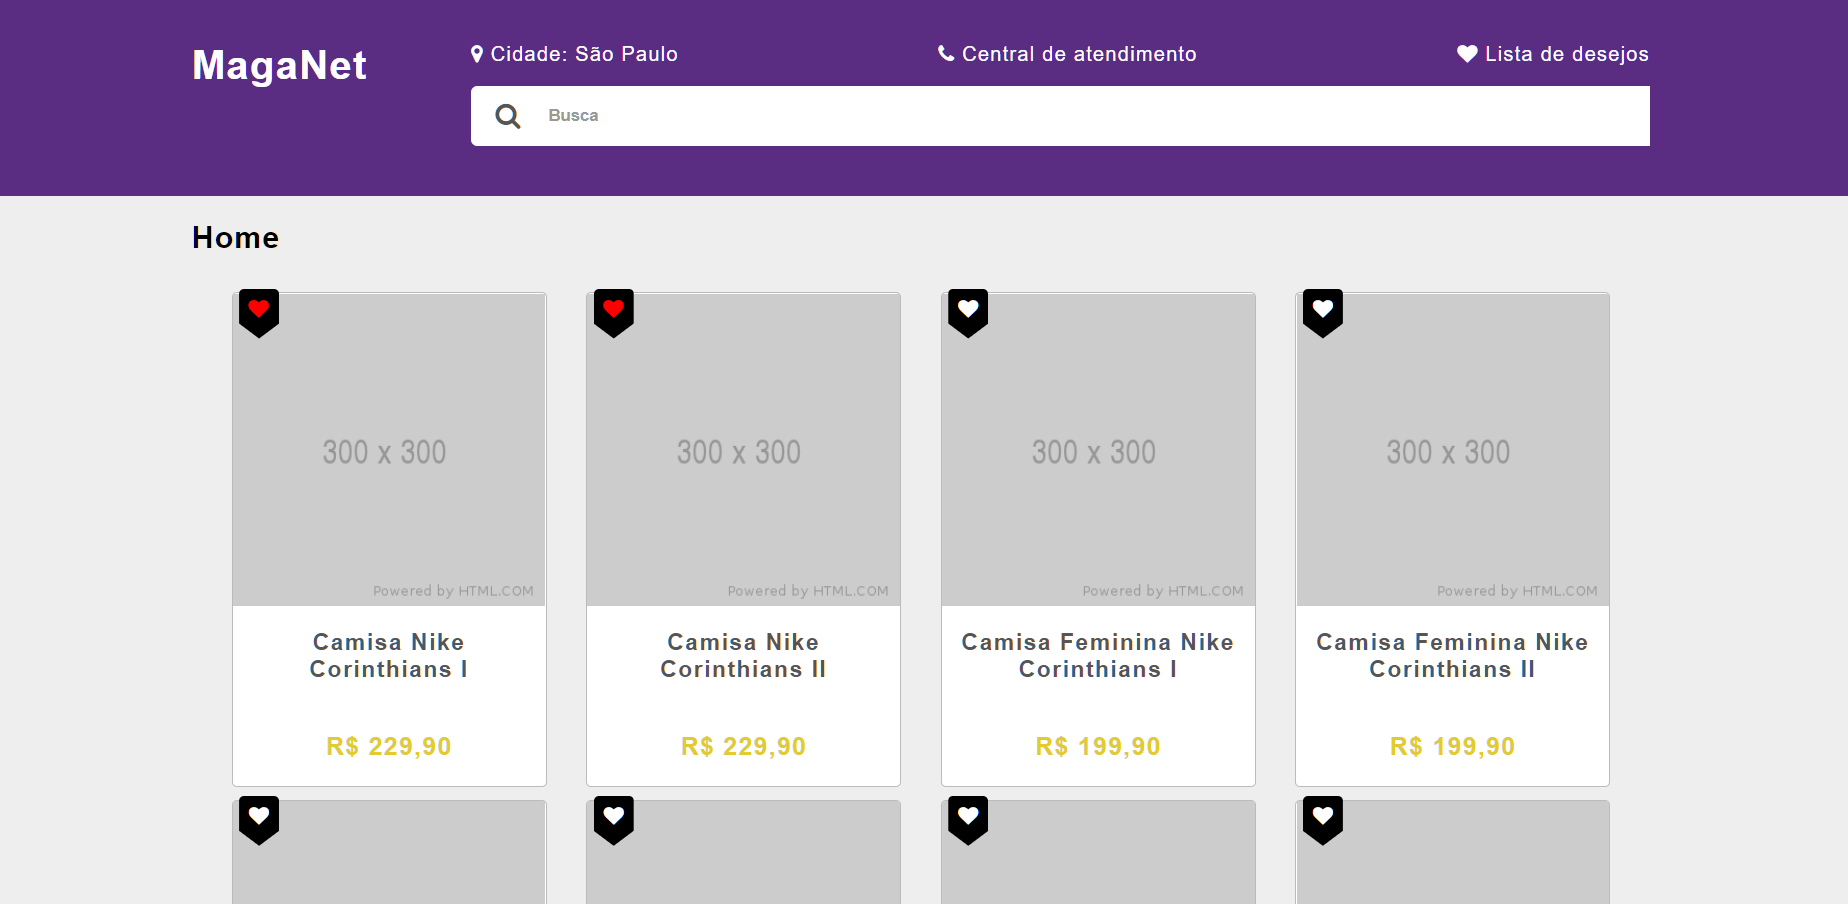 MagaNet
Cidade: São Paulo
Central de atendimento
Lista de desejos
Busca
Home
300 x 300
Powered by HTML.COM
Camisa Nike
Corinthians I
R$ 229,90
300 x 300
Powered by HTML.COM
Camisa Nike
Corinthians II
R$ 229,90
300 x 300
Powered by HTML.COM
Camisa Feminina Nike
Corinthians I
R$ 199,90
300 x 300
Powered by HTML.COM
Camisa Feminina Nike
Corinthians II
R$ 199,90